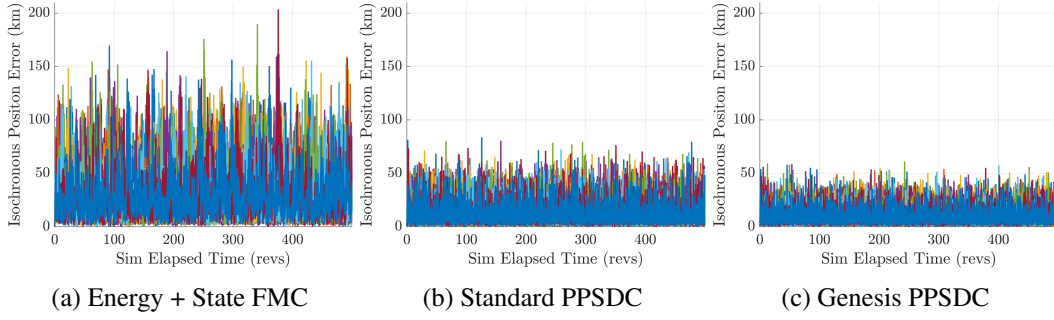 200
150
100
50
0
Isochronous Positon Error (km)
0 100 200 300 400
Sim Elapsed Time (revs)
(a) Energy + State FMC
200
150
100
50
0
Isochronous Positon Error (km)
0 100 200 300 400
Sim Elapsed Time (revs)
(b) Standard PPSDC
200
150
100
50
0
Isochronous Positon Error (km)
0 100 200 300 400
Sim Elapsed Time (revs)
(c) Genesis PPSDC